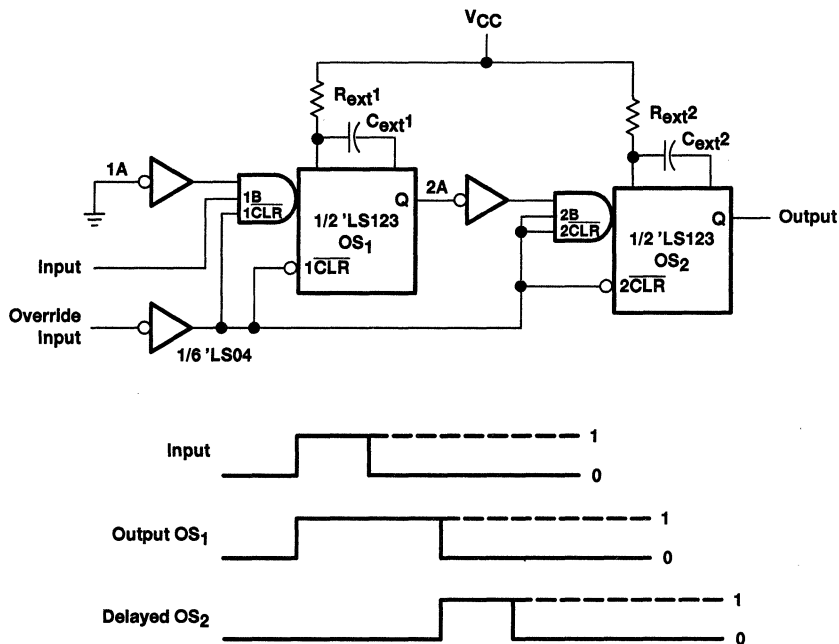 VCC
Rext1
Cext1
Rext2
Cext2
1A
1B
1CLR
Q
1/2 'LS123
OS1
1CLR
2A
2B
2CLR
Q
1/2 'LS123
OS2
2CLR
Output
Input
Override
Input
1/6 'LS04
Input
1
0
Output OS1
1
0
Delayed OS2
1
0